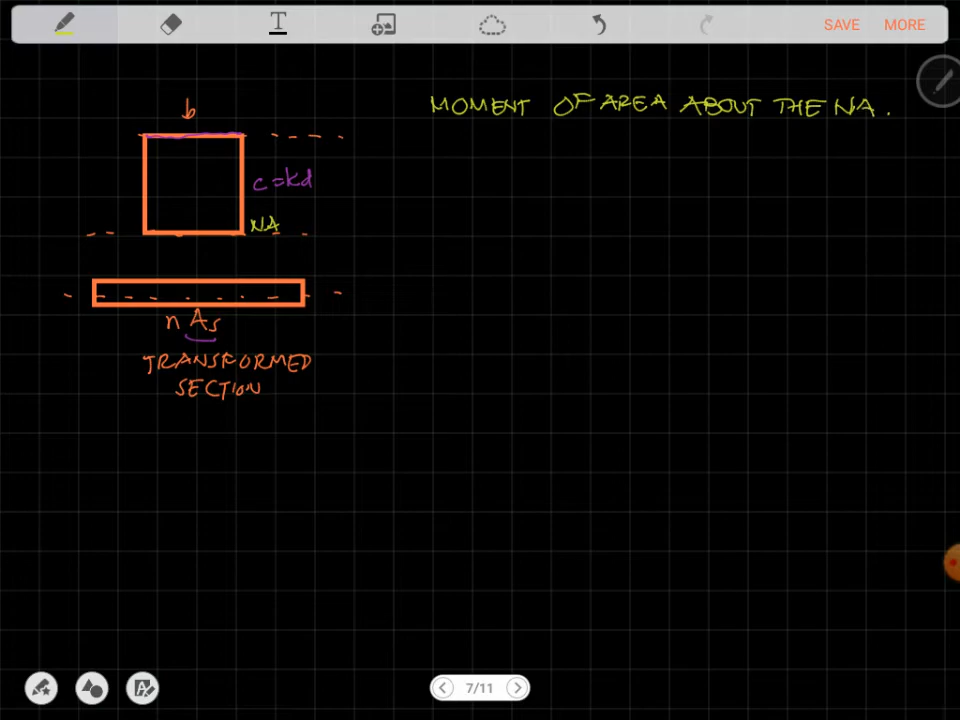 SAVE MORE
b
MOMENT OF AREA ABOUT THE NA.
c=kd
NA
n As
TRANSFORMED
SECTION
7/11